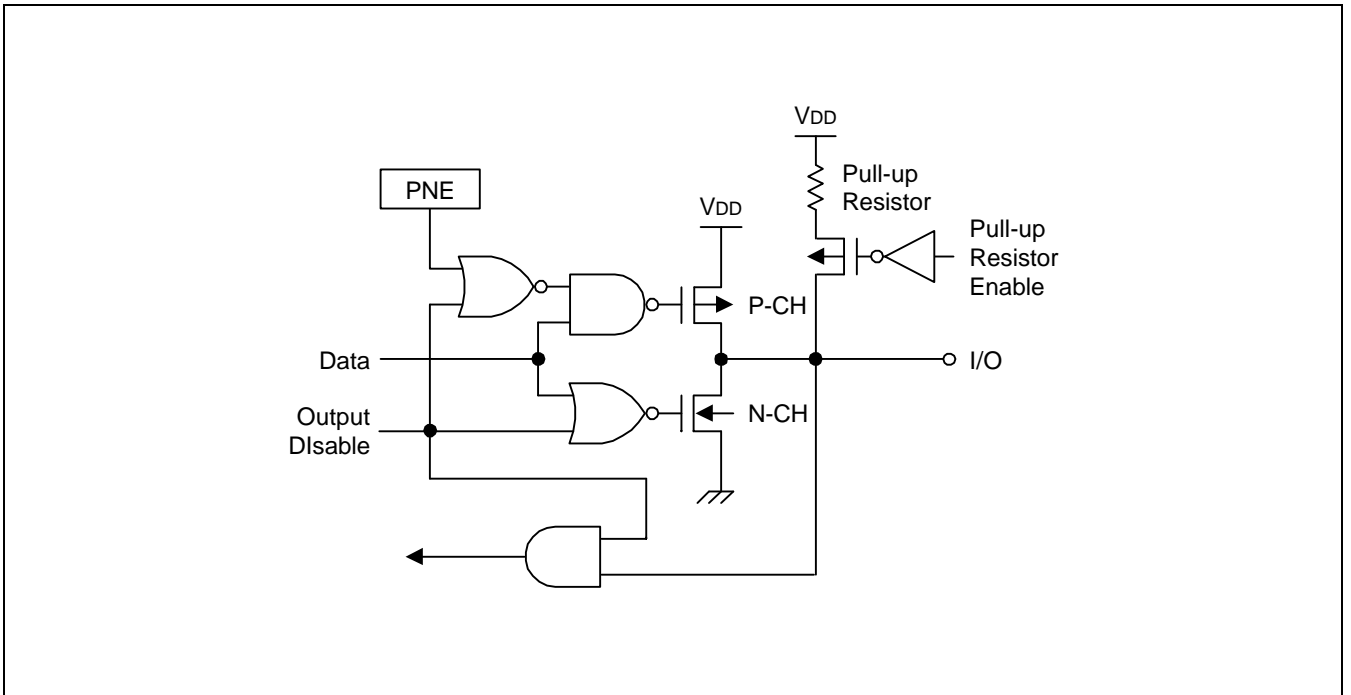 VDD
Pull-up
Resistor
PNE
VDD
Pull-up
Resistor
Enable
P-CH
Data
I/O
Output
DIsable
N-CH